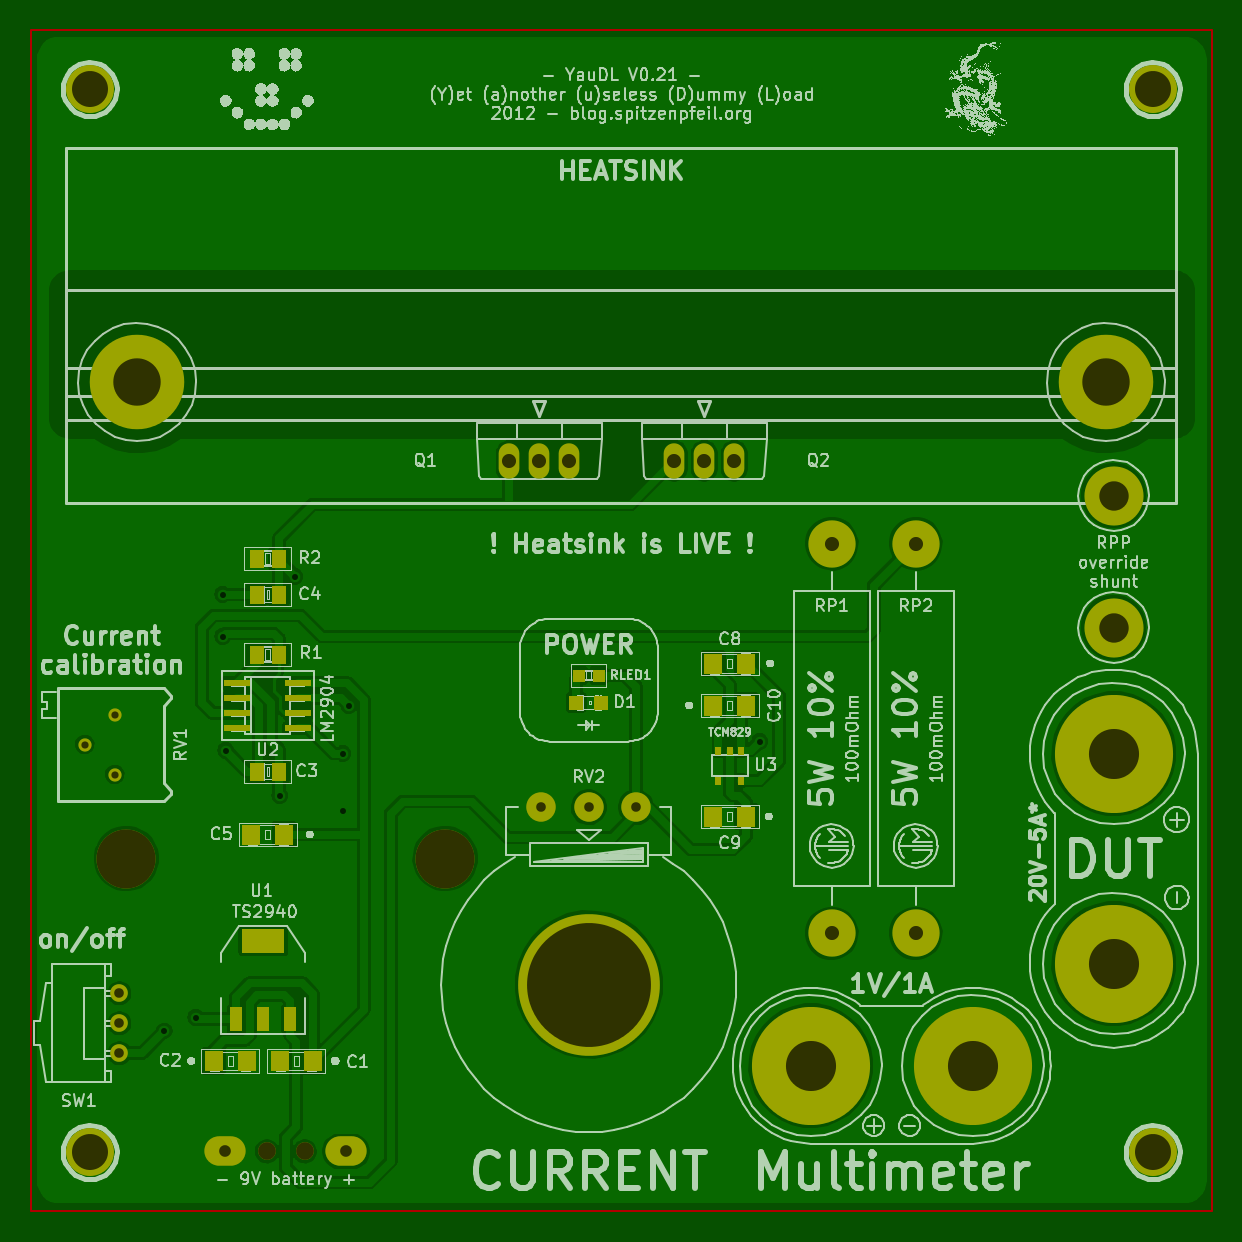 - YauDL V0.21 -
(Y)et (a)nother (u)seless (D)ummy (L)oad
2012 - blog.spitzenpfeil.org
HEATSINK
Q1
Q2
! Heatsink is LIVE !
R2
C4
RPP
override
shunt
RP1
RP2
Current
calibration
R1
POWER
C8
RLED1
D1
LM2904
C10
RV1
5W 10%
100mOhm
5W 10%
100mOhm
TCM829
U2
U3
C3
RV2
C5
C9
20V-5A*
DUT
U1
TS2940
on/off
1V/1A
C2
C1
SW1
- 9V battery +
CURRENT
Multimeter